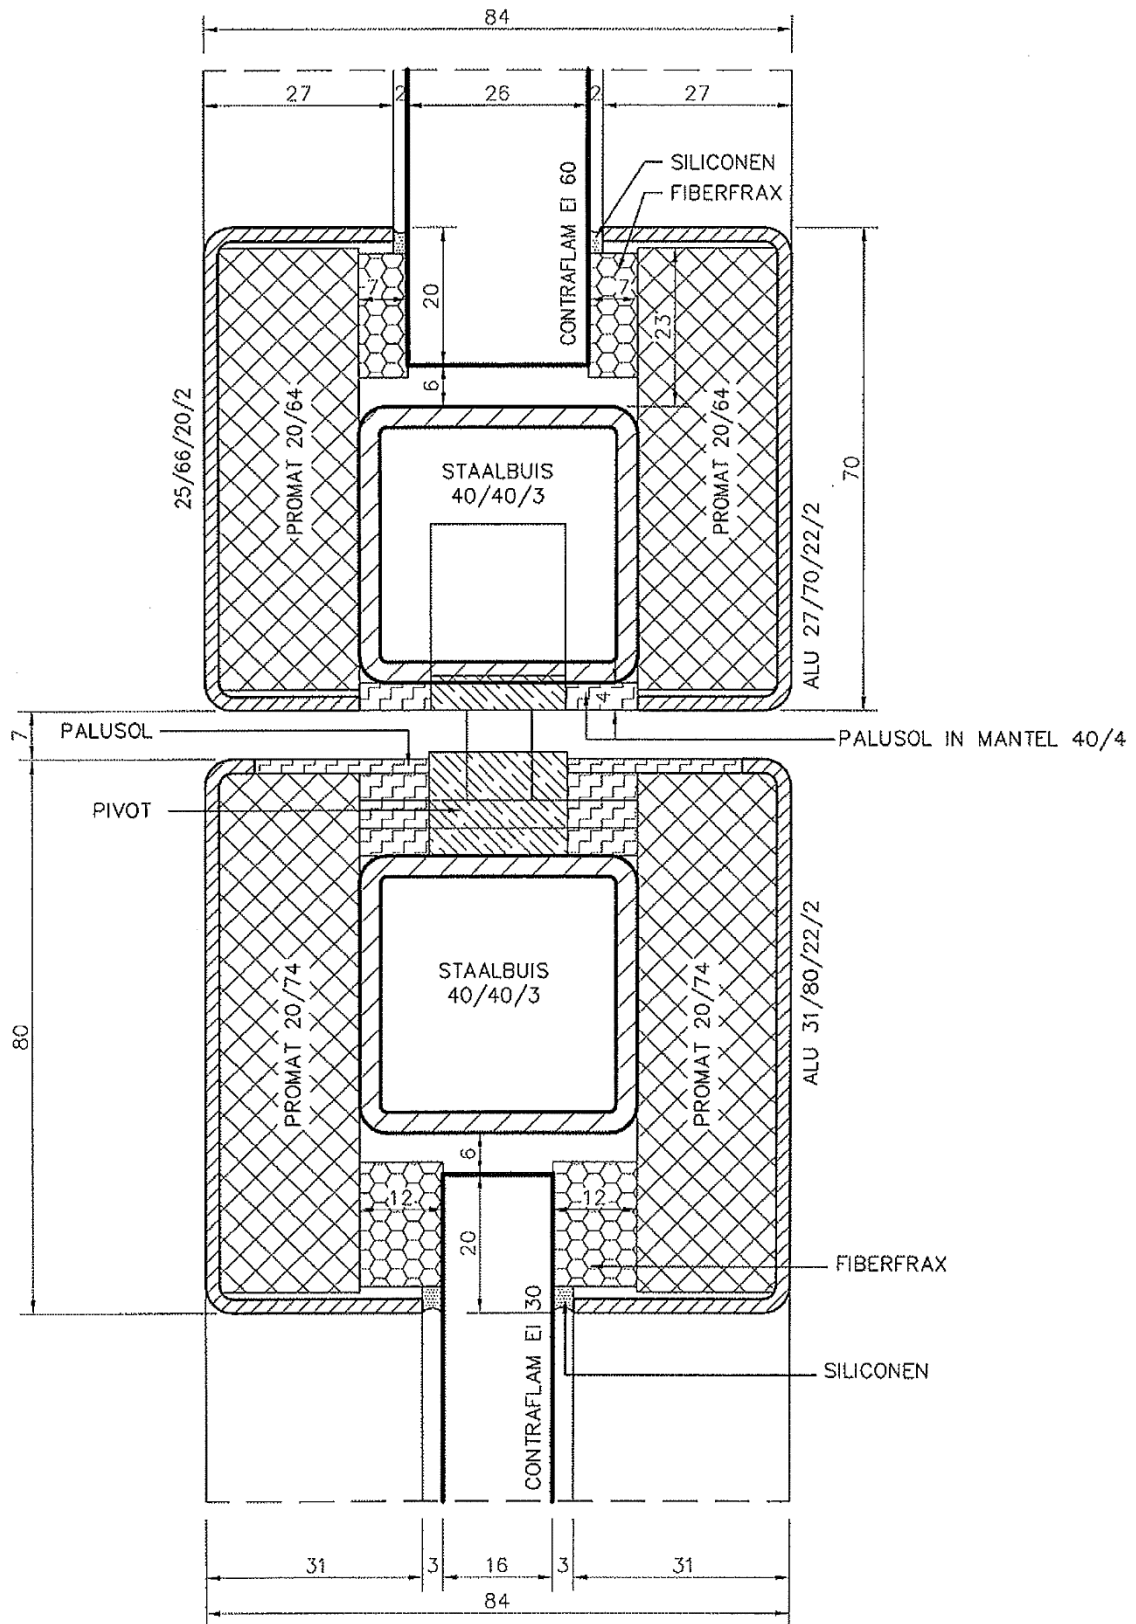 84
27
2
26
2
27
SILICONEN
FIBERFRAX
CONTRAFLAM EI 60
7
20
7
23
6
25/66/20/2
PROMAT 20/64
STAALBUIS
40/40/3
PROMAT 20/64
70
ALU 27/70/22/2
4
7
PALUSOL
PALUSOL IN MANTEL 40/4
PIVOT
80
PROMAT 20/74
STAALBUIS
40/40/3
PROMAT 20/74
ALU 31/80/22/2
6
12
12
20
FIBERFRAX
CONTRAFLAM EI 30
SILICONEN
31
3
16
3
31
84